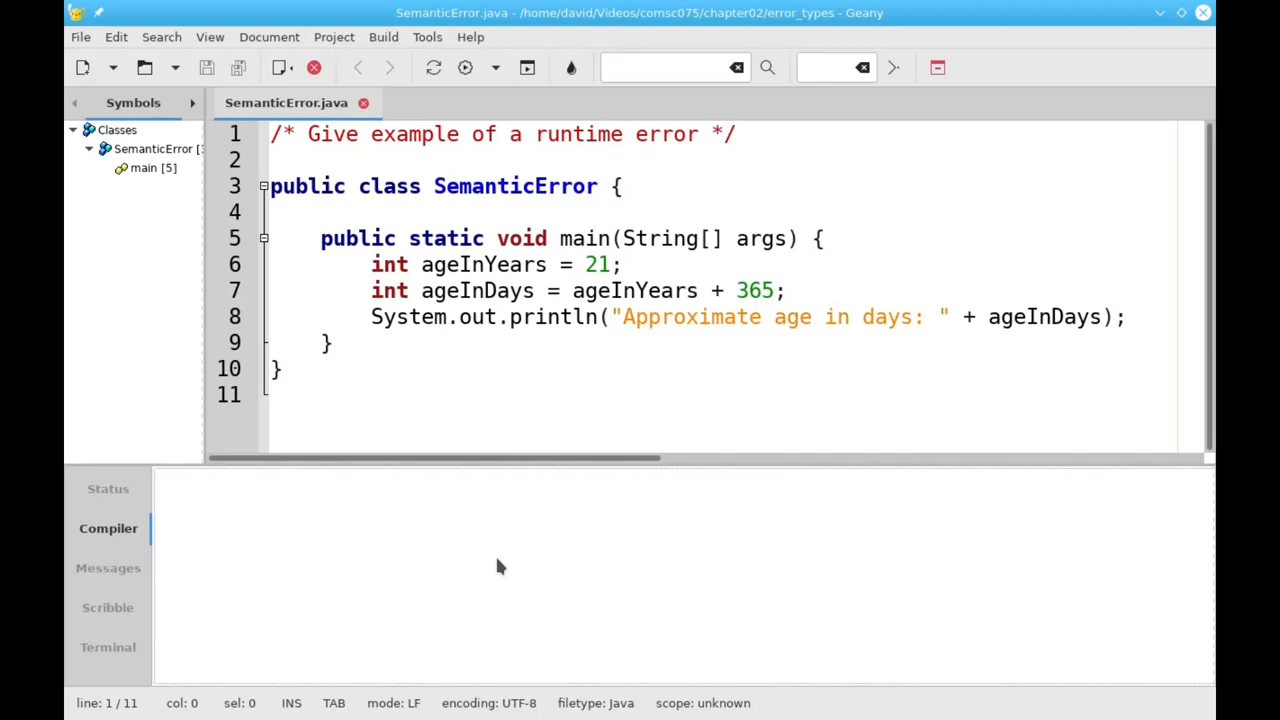 SemanticError.java - /home/david/Videos/comsc075/chapter02/error_types - Geany
File Edit Search View Document Project Build Tools Help
Symbols
SemanticError.java
Classes
SemanticError [
main [5]
1 /* Give example of a runtime error */
2
3 public class SemanticError {
4
5 public static void main(String[] args) {
6 int ageInYears = 21;
7 int ageInDays = ageInYears + 365;
8 System.out.println("Approximate age in days: " + ageInDays);
9 }
10 }
11
Status
Compiler
Messages
Scribble
Terminal
line: 1 / 11 col: 0 sel: 0 INS TAB mode: LF encoding: UTF-8 filetype: Java scope: unknown